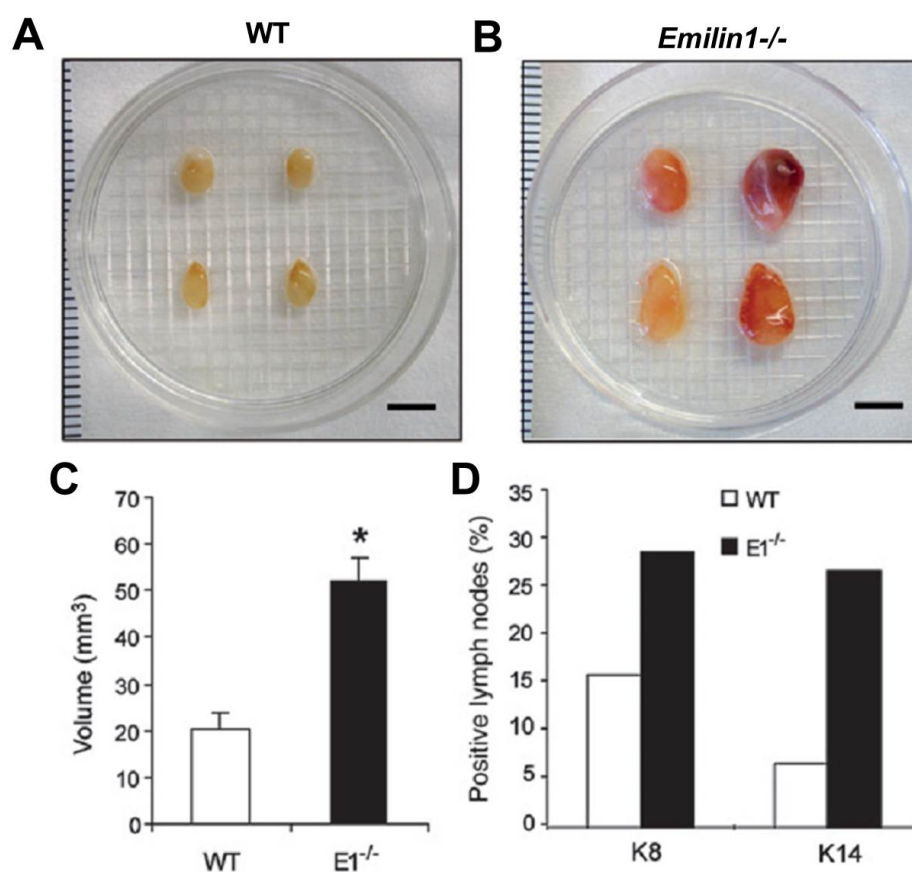 A
WT
B
Emilin1-/-
C
Volume (mm³)
70
60
50
40
30
20
10
0
*
WT
E1⁻/⁻
D
Positive lymph nodes (%)
35
30
25
20
15
10
5
0
WT
E1⁻/⁻
K8
K14